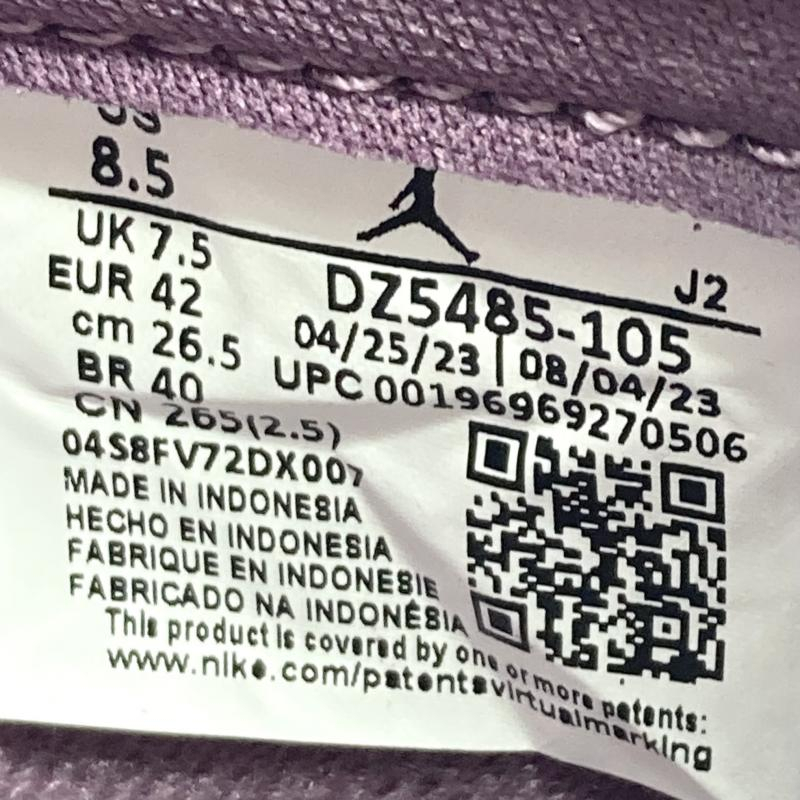 US
8.5
UK 7.5
EUR 42
cm 26.5
BR 40
CN 265(2.5)
J2
DZ5485-105
04/25/23 | 08/04/23
UPC 00196969270506
04S8FV72DX007
MADE IN INDONESIA
HECHO EN INDONESIA
FABRIQUE EN INDONESIE
FABRICADO NA INDONÉSIA
This product is covered by one or more patents:
www.nike.com/patentsvirtualmarking